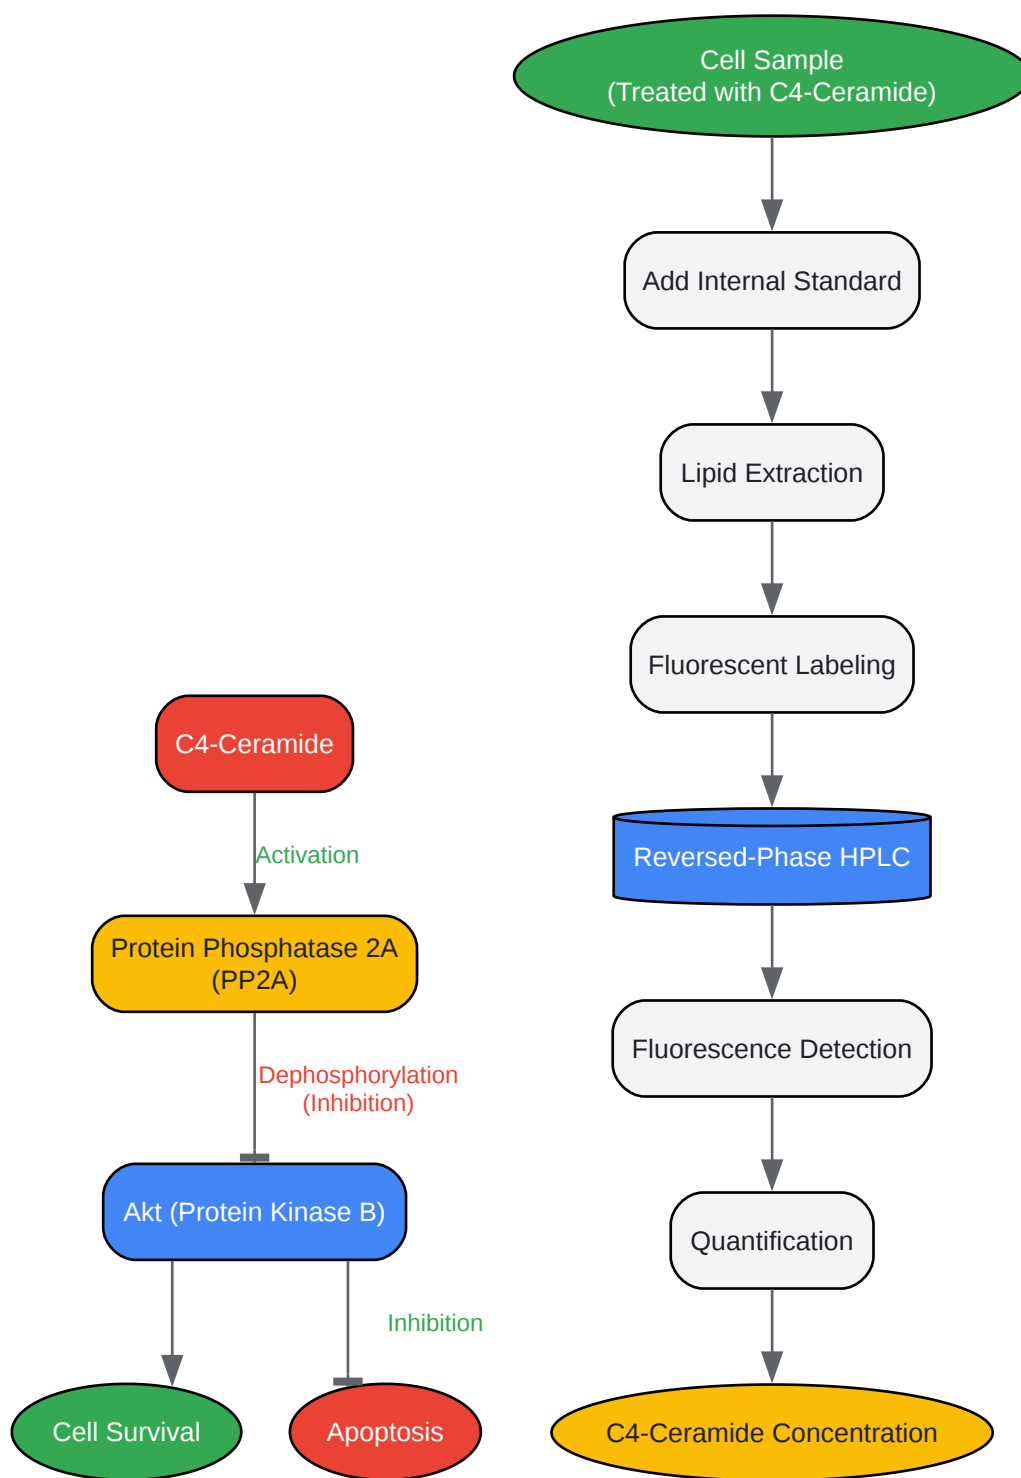 C4-Ceramide
Activation
Protein Phosphatase 2A
(PP2A)
Dephosphorylation
(Inhibition)
Akt (Protein Kinase B)
Inhibition
Cell Survival
Apoptosis
Cell Sample
(Treated with C4-Ceramide)
Add Internal Standard
Lipid Extraction
Fluorescent Labeling
Reversed-Phase HPLC
Fluorescence Detection
Quantification
C4-Ceramide Concentration